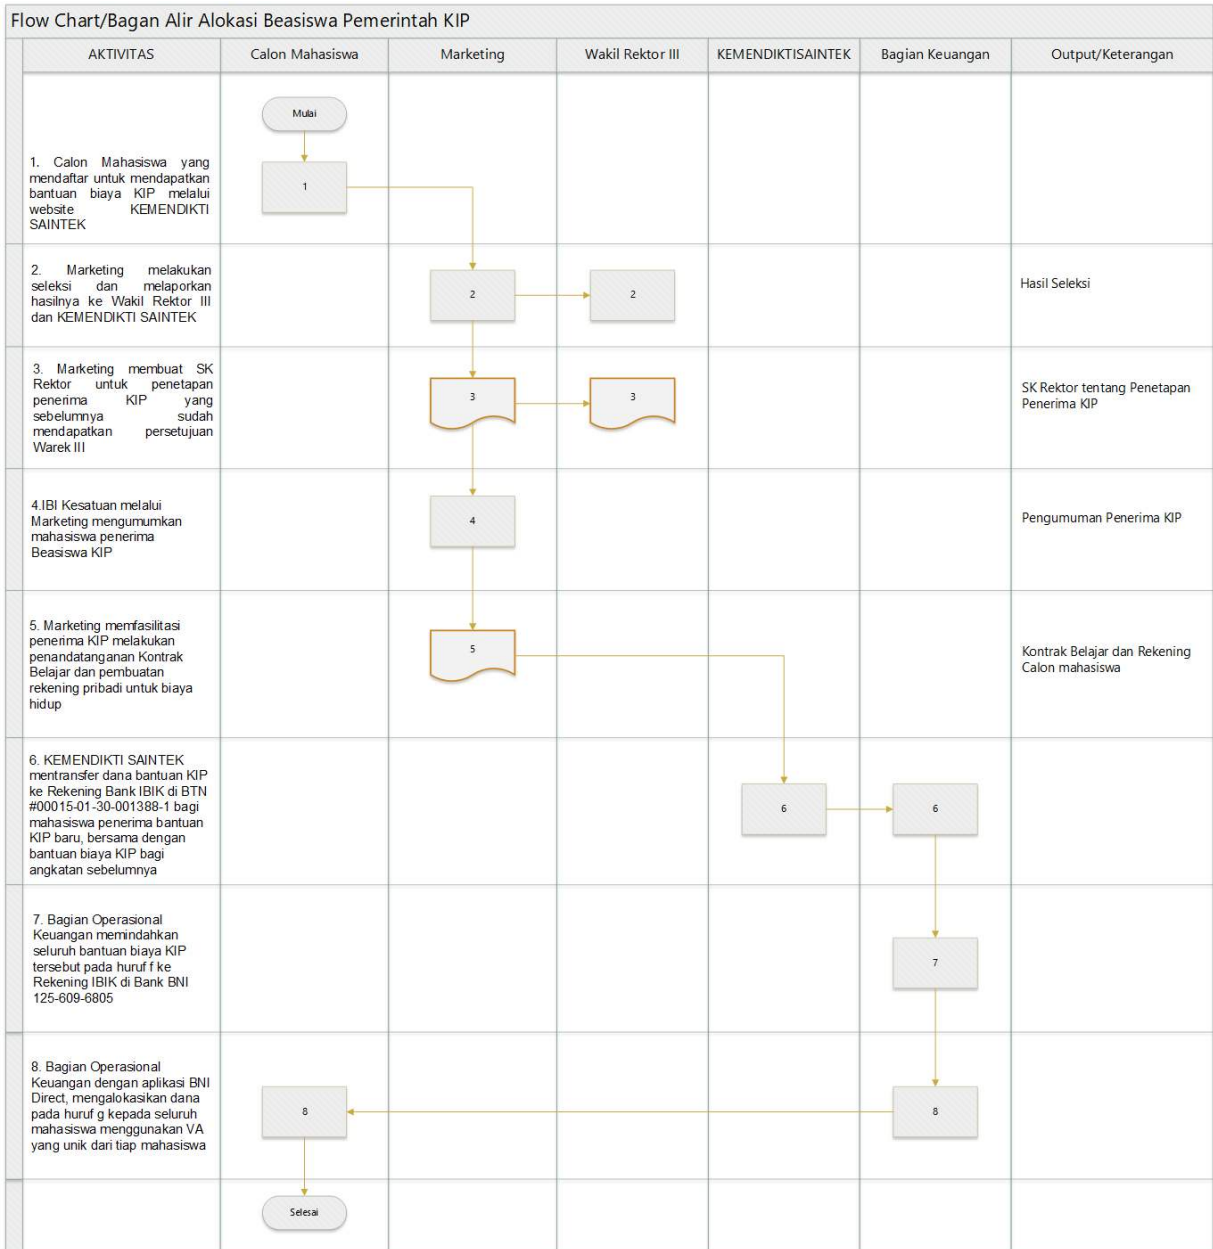 Flow Chart/Bagan Alir Alokasi Beasiswa Pemerintah KIP
AKTIVITAS
Calon Mahasiswa
Marketing
Wakil Rektor III
KEMENDIKTISAINTEK
Bagian Keuangan
Output/Keterangan
Mulai
1. Calon Mahasiswa yang
mendaftar untuk mendapatkan
bantuan biaya KIP melalui
website KEMENDIKTI
SAINTEK
1
2. Marketing melakukan
seleksi dan melaporkan
hasilnya ke Wakil Rektor III
dan KEMENDIKTI SAINTEK
2
2
Hasil Seleksi
3. Marketing membuat SK
Rektor untuk penetapan
penerima KIP yang
sebelumnya sudah
mendapatkan persetujuan
Warek III
3
3
SK Rektor tentang Penetapan
Penerima KIP
4.IBI Kesatuan melalui
Marketing mengumumkan
mahasiswa penerima
Beasiswa KIP
4
Pengumuman Penerima KIP
5. Marketing memfasilitasi
penerima KIP melakukan
penandatanganan Kontrak
Belajar dan pembuatan
rekening pribadi untuk biaya
hidup
5
Kontrak Belajar dan Rekening
Calon mahasiswa
6. KEMENDIKTI SAINTEK
mentransfer dana bantuan KIP
ke Rekening Bank IBIK di BTN
#00015-01-30-001388-1 bagi
mahasiswa penerima bantuan
KIP baru, bersama dengan
bantuan biaya KIP bagi
angkatan sebelumnya
6
6
7. Bagian Operasional
Keuangan memindahkan
seluruh bantuan biaya KIP
tersebut pada huruf f ke
Rekening IBIK di Bank BNI
125-609-6805
7
8. Bagian Operasional
Keuangan dengan aplikasi BNI
Direct, mengalokasikan dana
pada huruf g kepada seluruh
mahasiswa menggunakan VA
yang unik dari tiap mahasiswa
8
8
Selesai